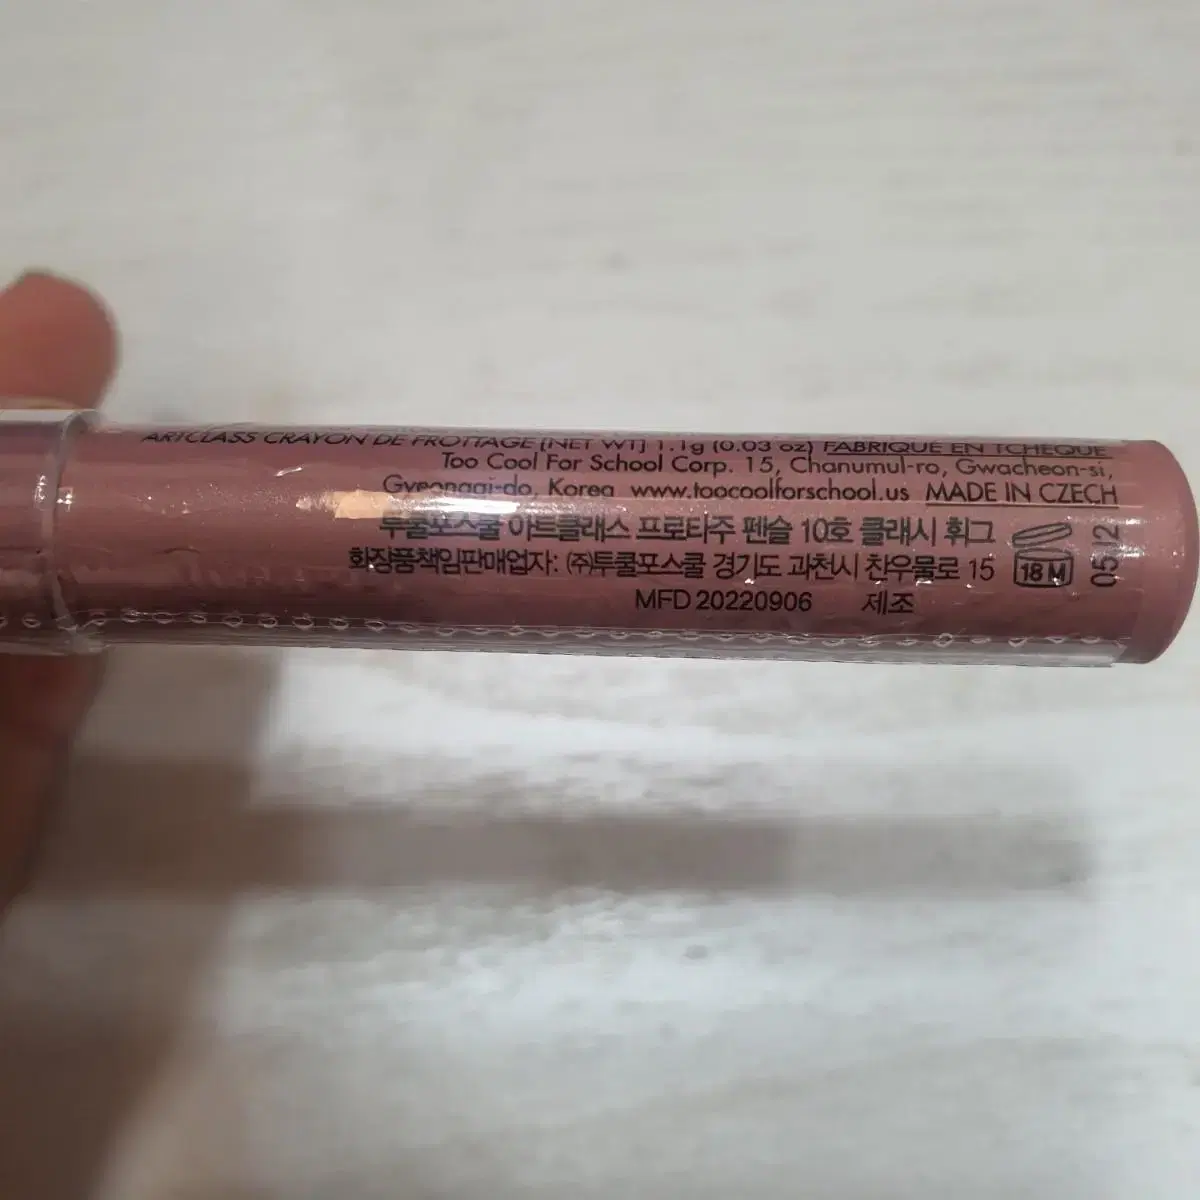 ARTCLASS CRAYON DE FROTTAGE [NET WT] 1.1g (0.03 oz) FABRIQUÉ EN TCHÈQUE
Too Cool For School Corp. 15, Chanumul-ro, Gwacheon-si,
Gyeonggi-do, Korea www.toocoolforschool.us MADE IN CZECH
투쿨포스쿨 아트클래스 프로타주 펜슬 10호 클래시 휘그
화장품책임판매업자: (주)투쿨포스쿨 경기도 과천시 찬우물로 15
MFD 20220906 제조
18 M